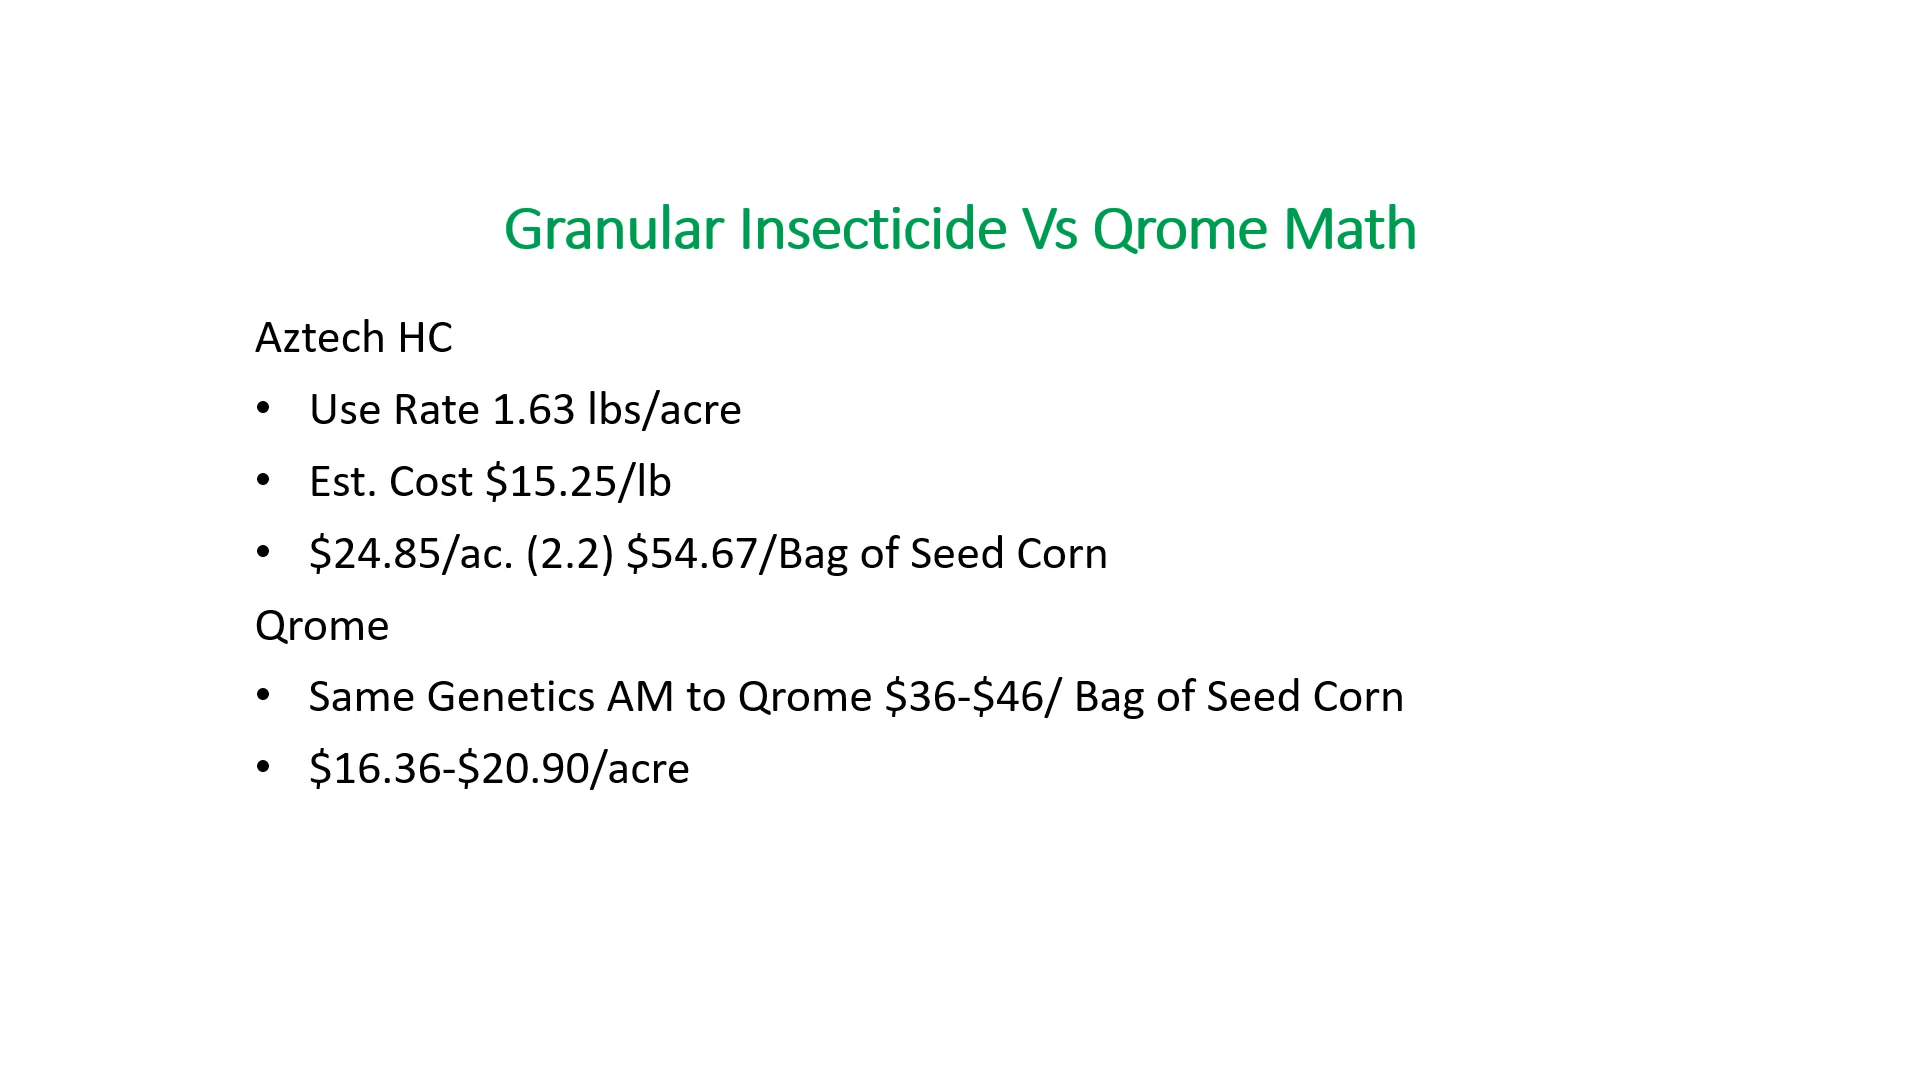 Granular Insecticide Vs Qrome Math
Aztech HC
• Use Rate 1.63 lbs/acre
• Est. Cost $15.25/lb
• $24.85/ac. (2.2) $54.67/Bag of Seed Corn
Qrome
• Same Genetics AM to Qrome $36-$46/ Bag of Seed Corn
• $16.36-$20.90/acre